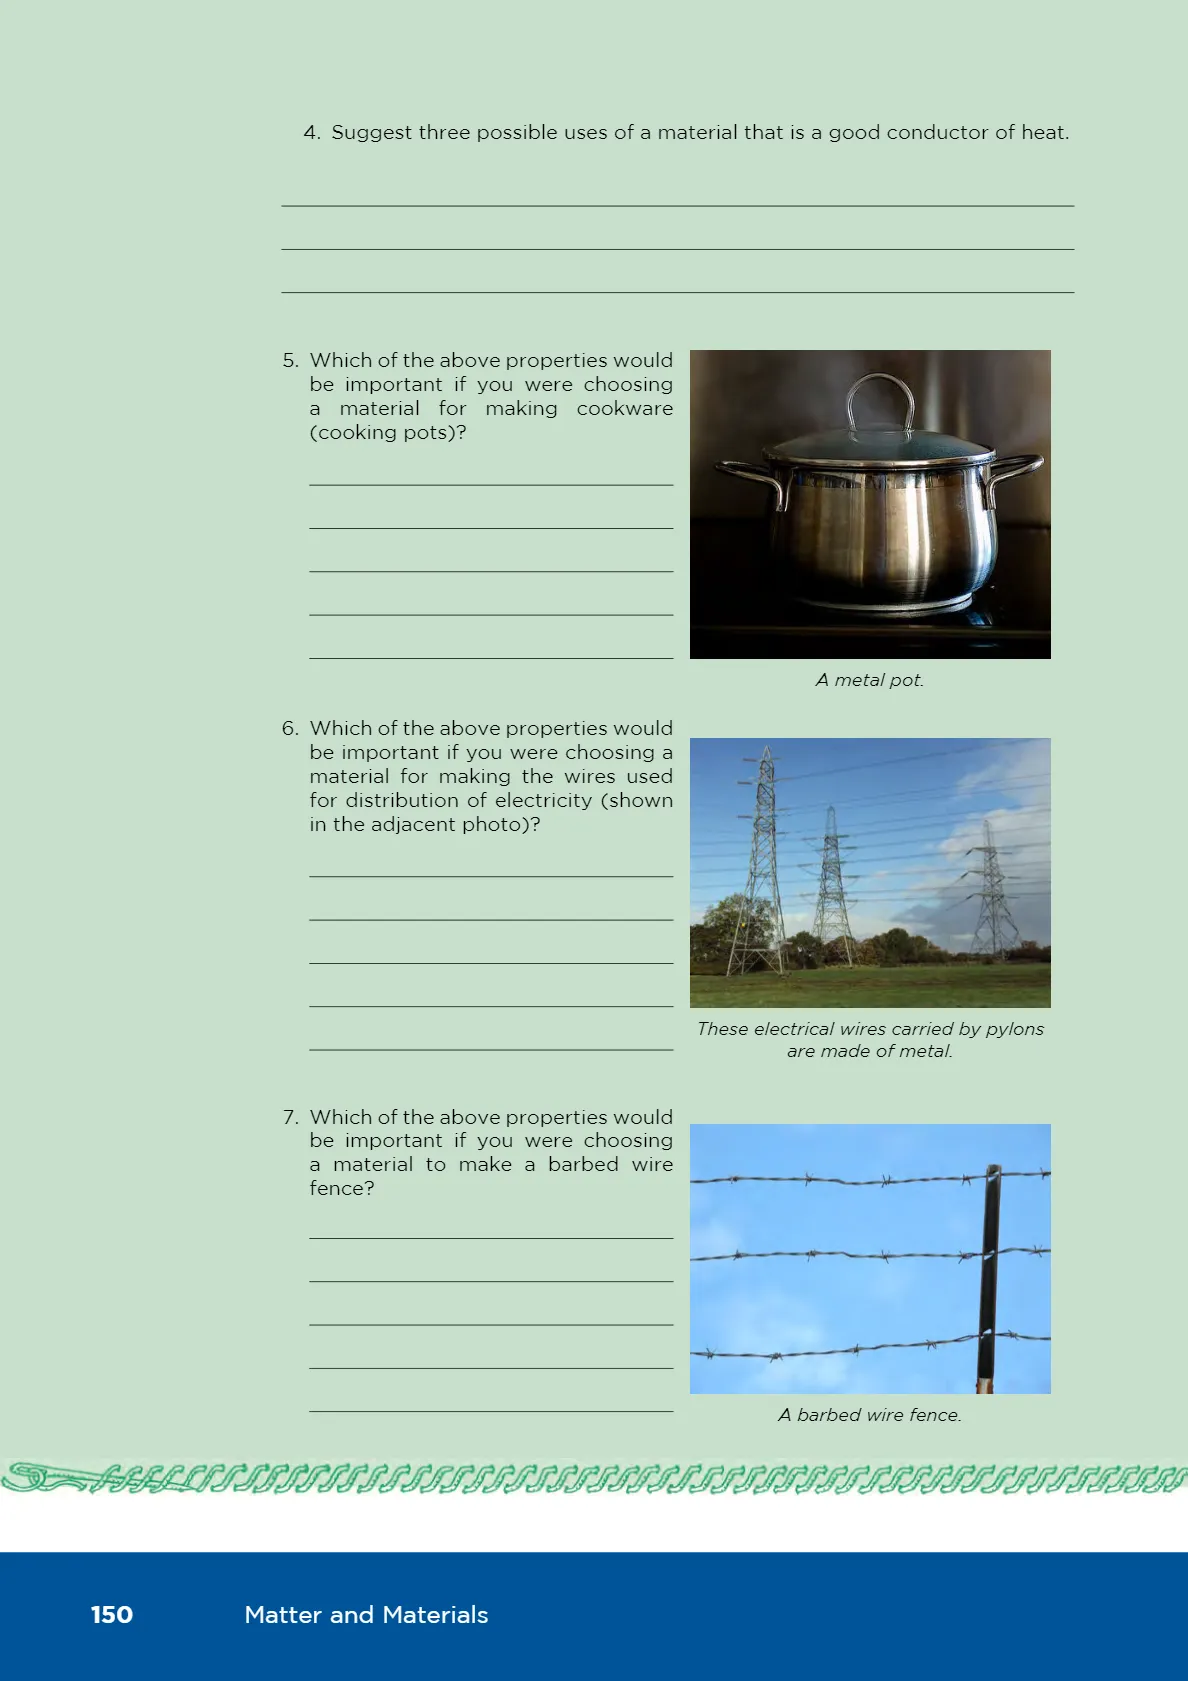 4. Suggest three possible uses of a material that is a good conductor of heat.
5. Which of the above properties would
be important if you were choosing
a material for making cookware
(cooking pots)?
A metal pot.
6. Which of the above properties would
be important if you were choosing a
material for making the wires used
for distribution of electricity (shown
in the adjacent photo)?
These electrical wires carried by pylons
are made of metal.
7. Which of the above properties would
be important if you were choosing
a material to make a barbed wire
fence?
A barbed wire fence.
150 Matter and Materials